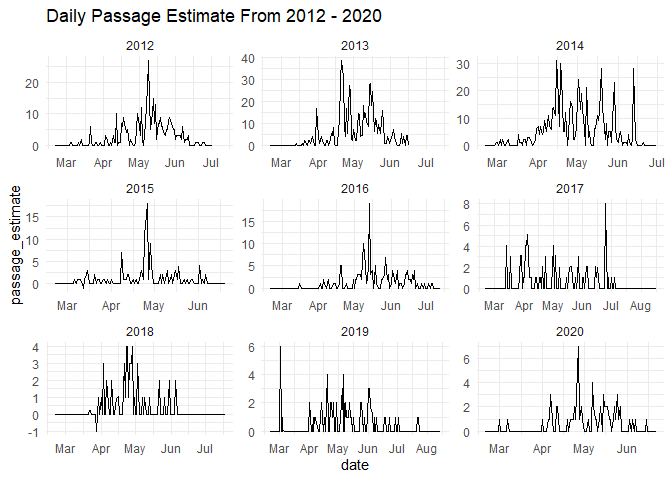 Daily Passage Estimate From 2012 - 2020
2012 2013 2014
20
10
0
Mar Apr May Jun Jul
40
30
20
10
0
Mar Apr May Jun Jul
30
20
10
0
Mar Apr May Jun Jul
passage_estimate
2015 2016 2017
15
10
5
0
Mar Apr May Jun
15
10
5
0
Mar Apr May Jun Jul
8
6
4
2
0
Mar Apr May Jun Jul Aug
2018 2019 2020
4
3
2
1
0
-1
Mar Apr May Jun Jul
6
4
2
0
Mar Apr May Jun Jul Aug
6
4
2
0
Mar Apr May Jun
date